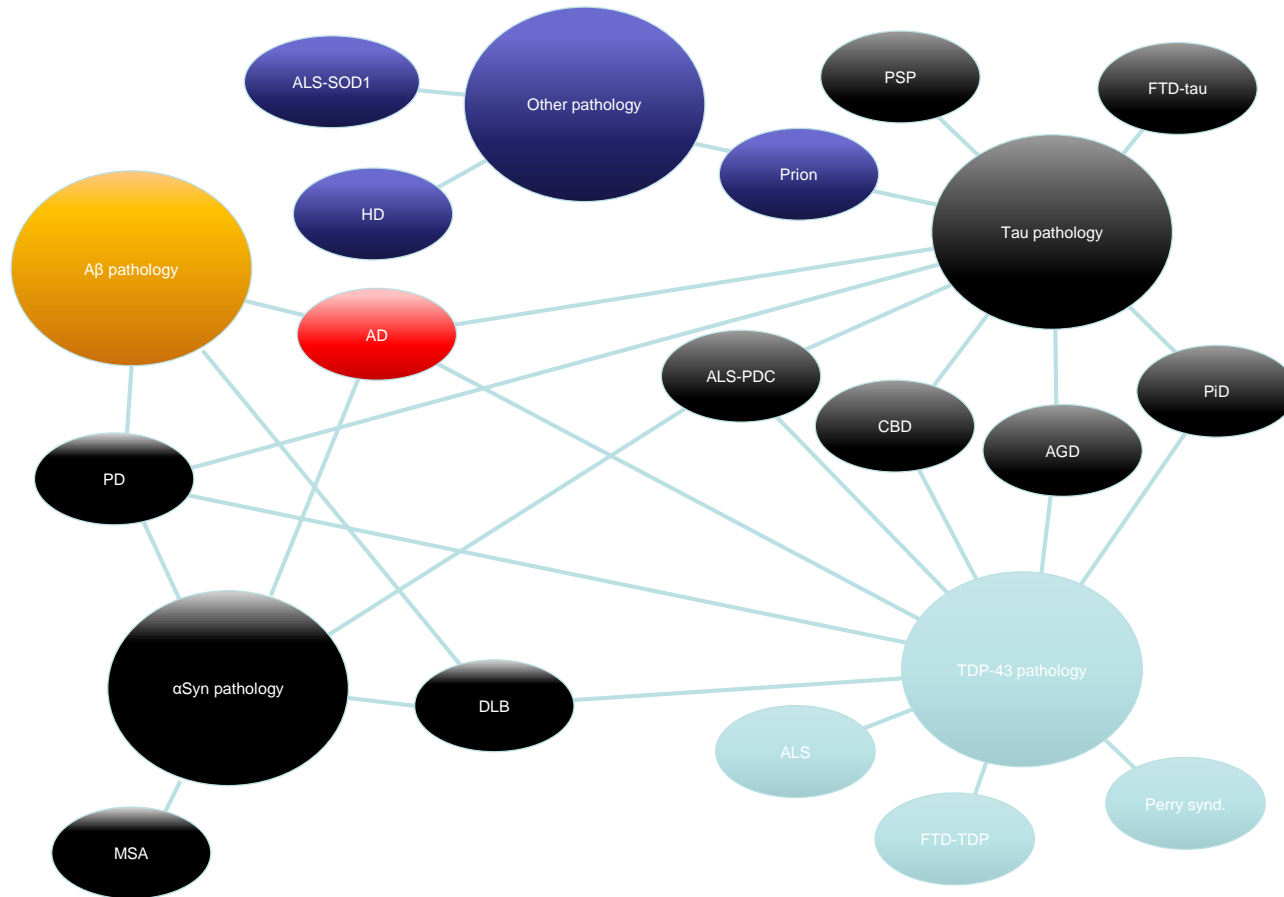 PSP
ALS-SOD1
FTD-tau
Other pathology
Prion
HD
Tau pathology
Aβ pathology
AD
ALS-PDC
PiD
CBD
AGD
PD
TDP-43 pathology
αSyn pathology
DLB
ALS
Perry synd.
FTD-TDP
MSA